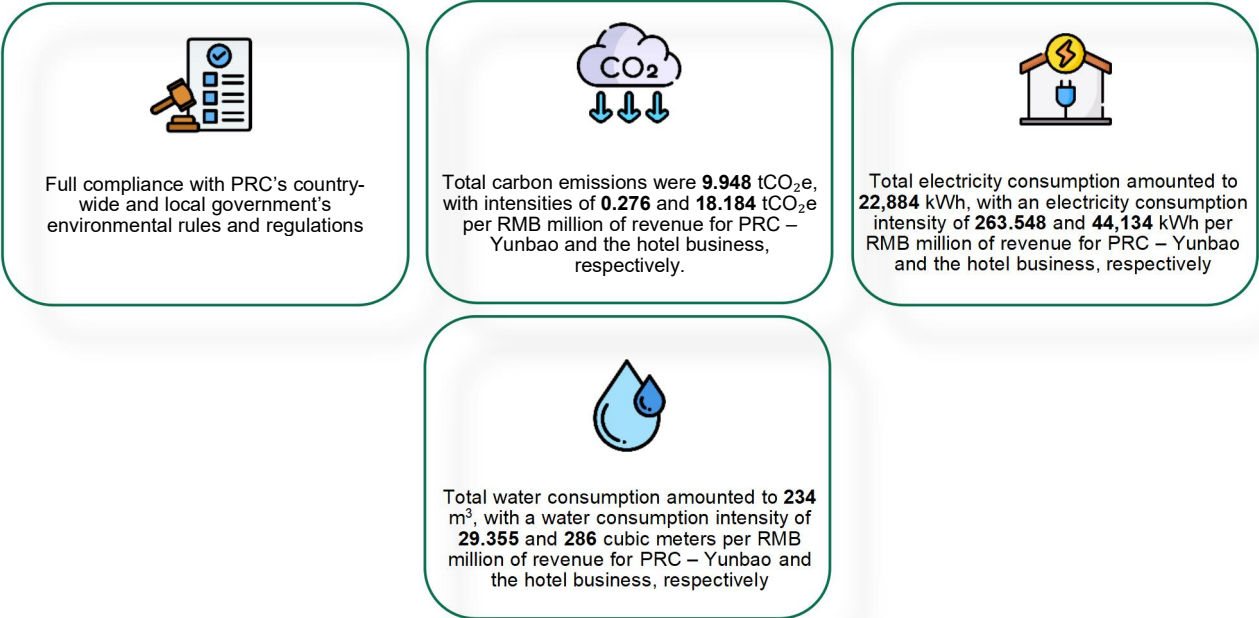 Full compliance with PRC’s country-
wide and local government’s
environmental rules and regulations
CO₂
Total carbon emissions were 9.948 tCO₂e,
with intensities of 0.276 and 18.184 tCO₂e
per RMB million of revenue for PRC –
Yunbao and the hotel business,
respectively.
Total electricity consumption amounted to
22,884 kWh, with an electricity consumption
intensity of 263.548 and 44,134 kWh per
RMB million of revenue for PRC – Yunbao
and the hotel business, respectively
Total water consumption amounted to 234
m³, with a water consumption intensity of
29.355 and 286 cubic meters per RMB
million of revenue for PRC – Yunbao and
the hotel business, respectively